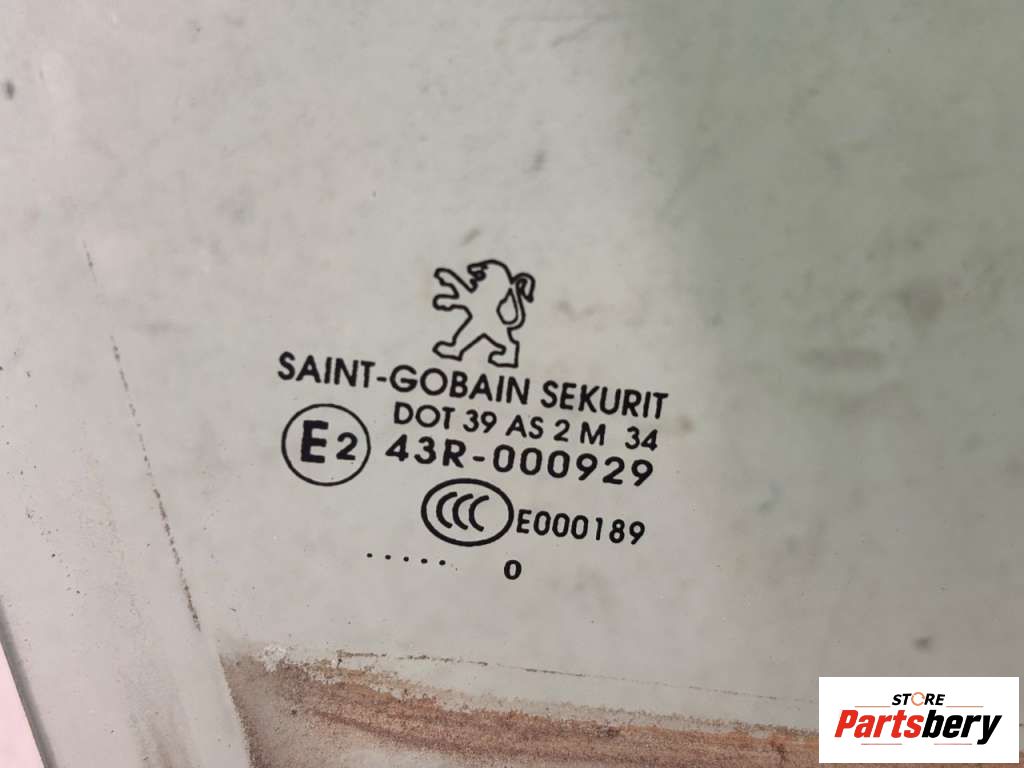 SAINT-GOBAIN SEKURIT
DOT 39 AS 2 M 34
E2 43R-000929
CCC E000189
..... 0
STORE
Partsbery